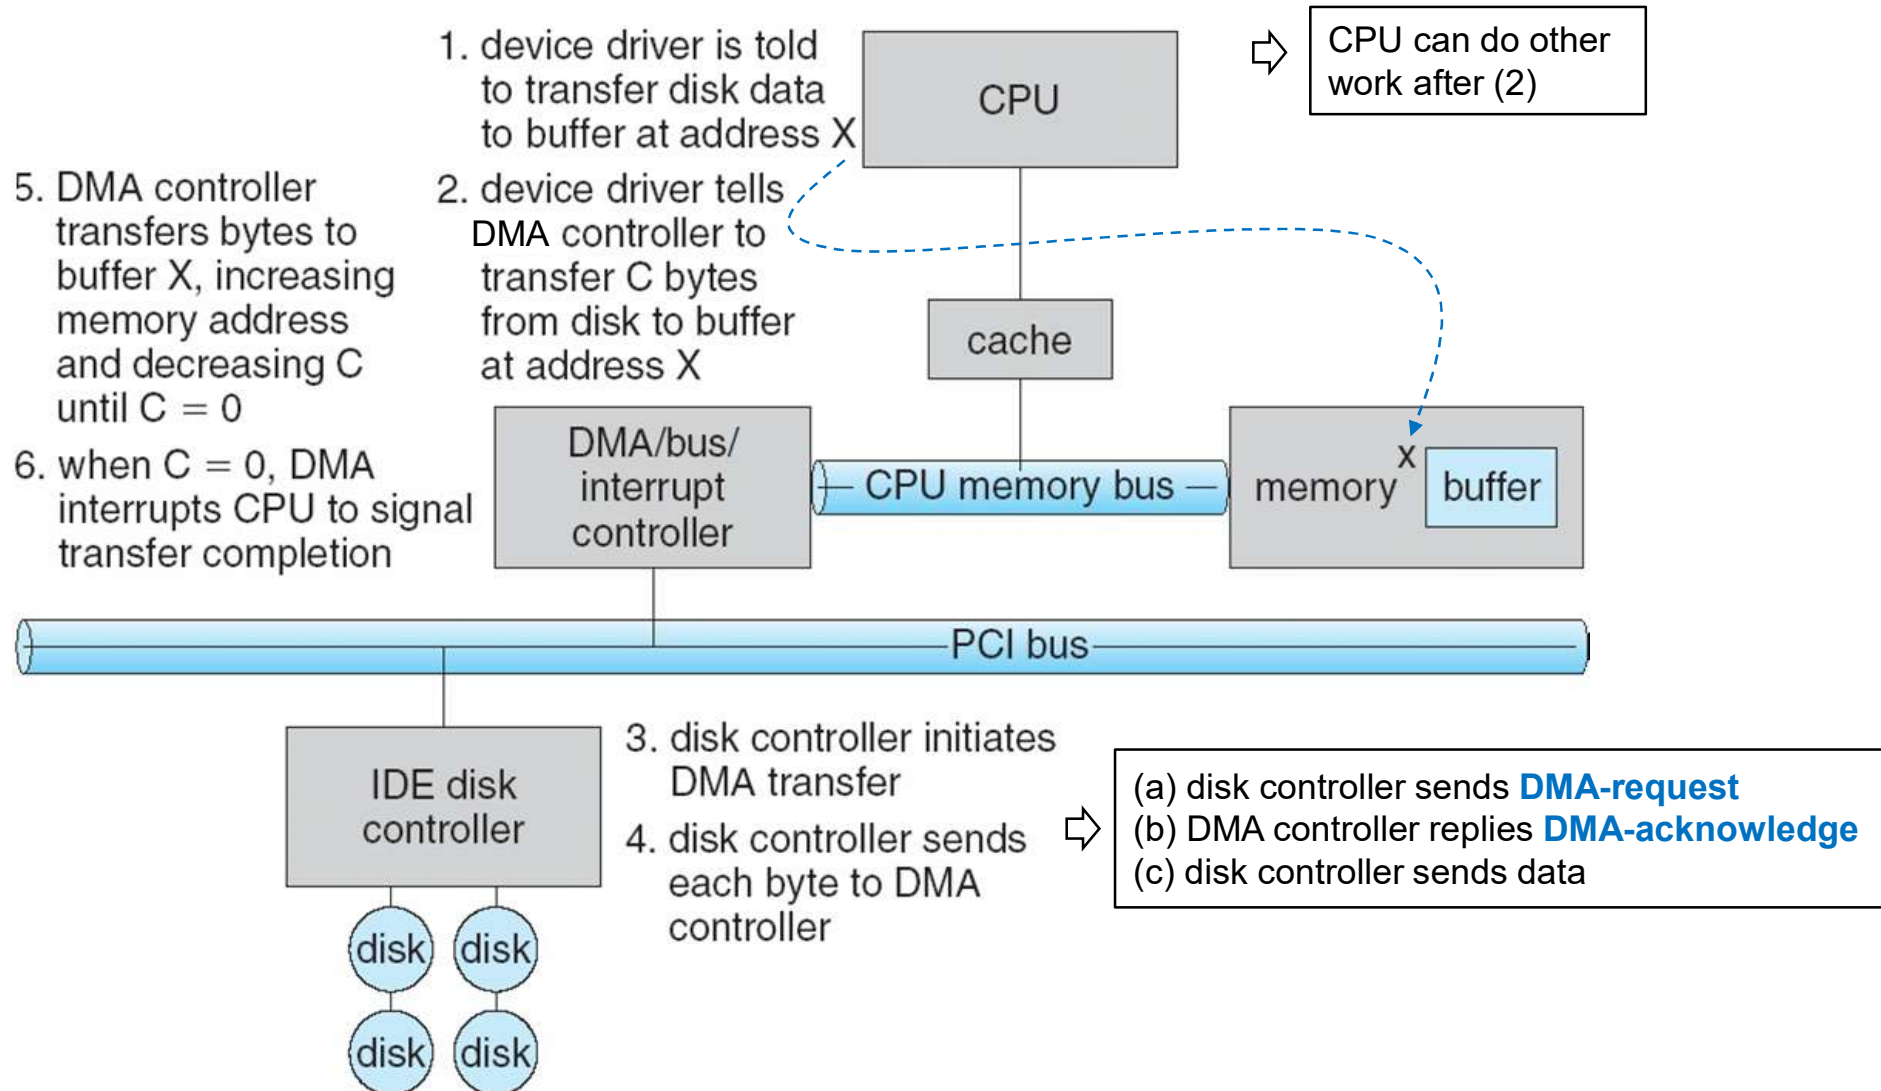 1. device driver is told
to transfer disk data
to buffer at address X
CPU
CPU can do other
work after (2)
5. DMA controller
transfers bytes to
buffer X, increasing
memory address
and decreasing C
until C = 0
6. when C = 0, DMA
interrupts CPU to signal
transfer completion
2. device driver tells
DMA controller to
transfer C bytes
from disk to buffer
at address X
cache
DMA/bus/
interrupt
controller
CPU memory bus
memory
x
buffer
PCI bus
IDE disk
controller
3. disk controller initiates
DMA transfer
4. disk controller sends
each byte to DMA
controller
(a) disk controller sends DMA-request
(b) DMA controller replies DMA-acknowledge
(c) disk controller sends data
disk
disk
disk
disk